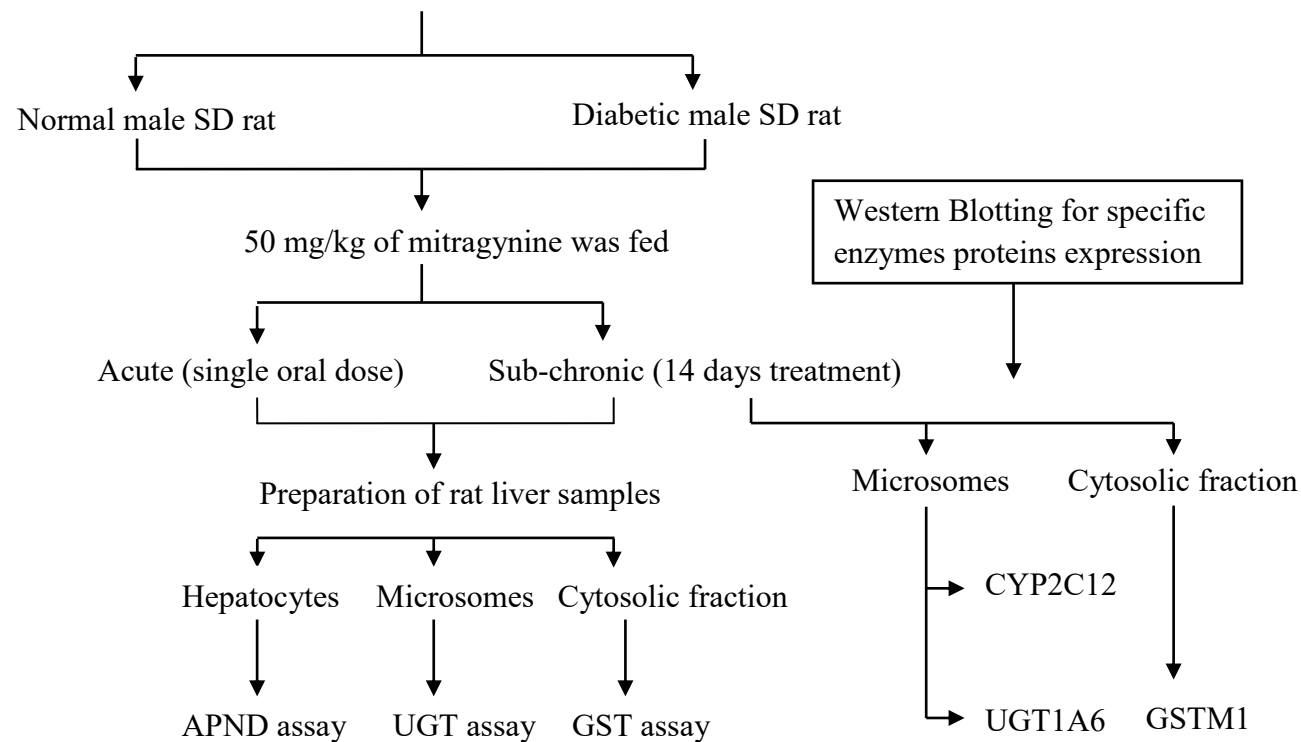 Normal male SD rat
Diabetic male SD rat
50 mg/kg of mitragynine was fed
Western Blotting for specific
enzymes proteins expression
Acute (single oral dose)
Sub-chronic (14 days treatment)
Preparation of rat liver samples
Microsomes
Cytosolic fraction
Hepatocytes
Microsomes
Cytosolic fraction
CYP2C12
APND assay
UGT assay
GST assay
UGT1A6
GSTM1